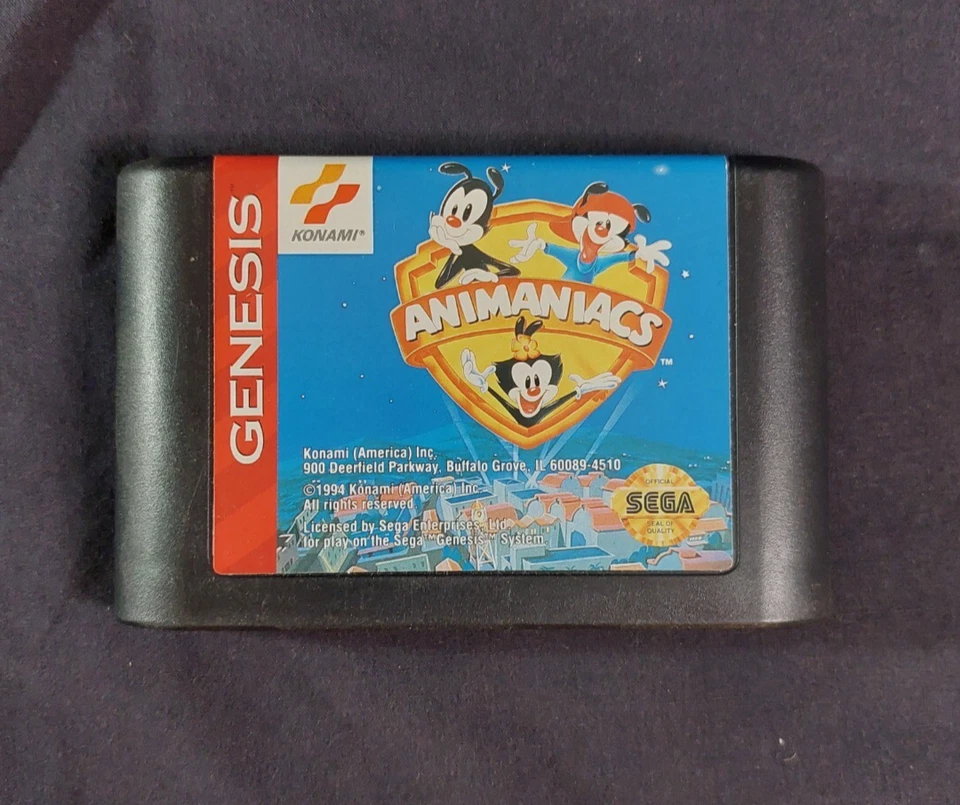 GENESIS™
KONAMI®
ANIMANIACS
™
Konami (America) Inc.
900 Deerfield Parkway, Buffalo Grove, IL 60089-4510
©1994 Konami (America) Inc.
All rights reserved
Licensed by Sega Enterprises, Ltd
for play on the Sega™ Genesis™ System
OFFICIAL
SEGA
SEAL OF
QUALITY